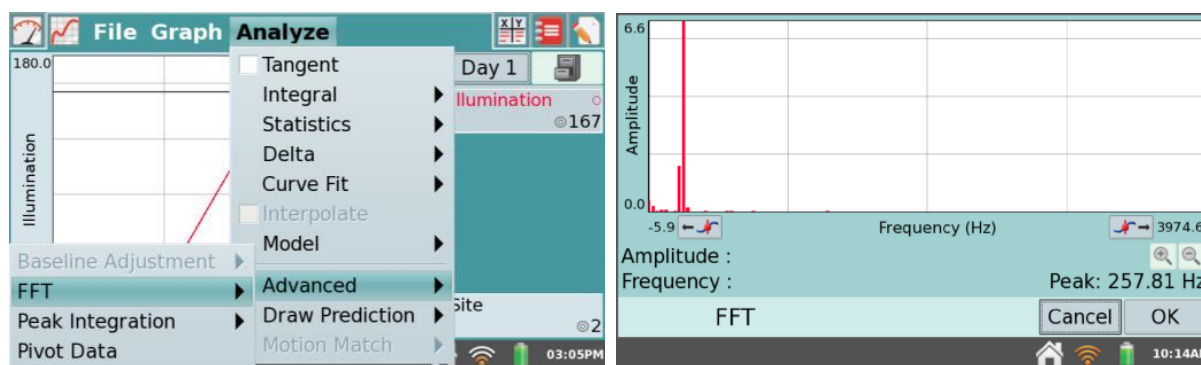 File Graph Analyze
X Y
180.0
Tangent
Day 1
Integral
Illumination
Statistics
167
Delta
Illumination
Curve Fit
Interpolate
Model
Baseline Adjustment
FFT
Advanced
Site
Peak Integration
Draw Prediction
2
Pivot Data
Motion Match
03:05PM
6.6
Amplitude
0.0
-5.9
Frequency (Hz)
3974.6
Amplitude :
Frequency :
Peak: 257.81 Hz
FFT
Cancel
OK
10:14AM